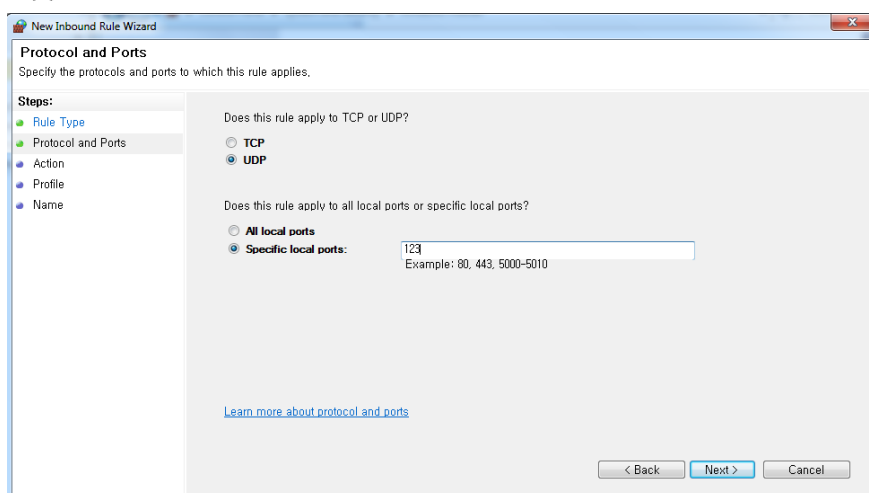 New Inbound Rule Wizard
Protocol and Ports
Specify the protocols and ports to which this rule applies.
Steps:
Rule Type
Protocol and Ports
Action
Profile
Name
Does this rule apply to TCP or UDP?
TCP
UDP
Does this rule apply to all local ports or specific local ports?
All local ports
Specific local ports:
123
Example: 80, 443, 5000-5010
Learn more about protocol and ports
< Back
Next >
Cancel